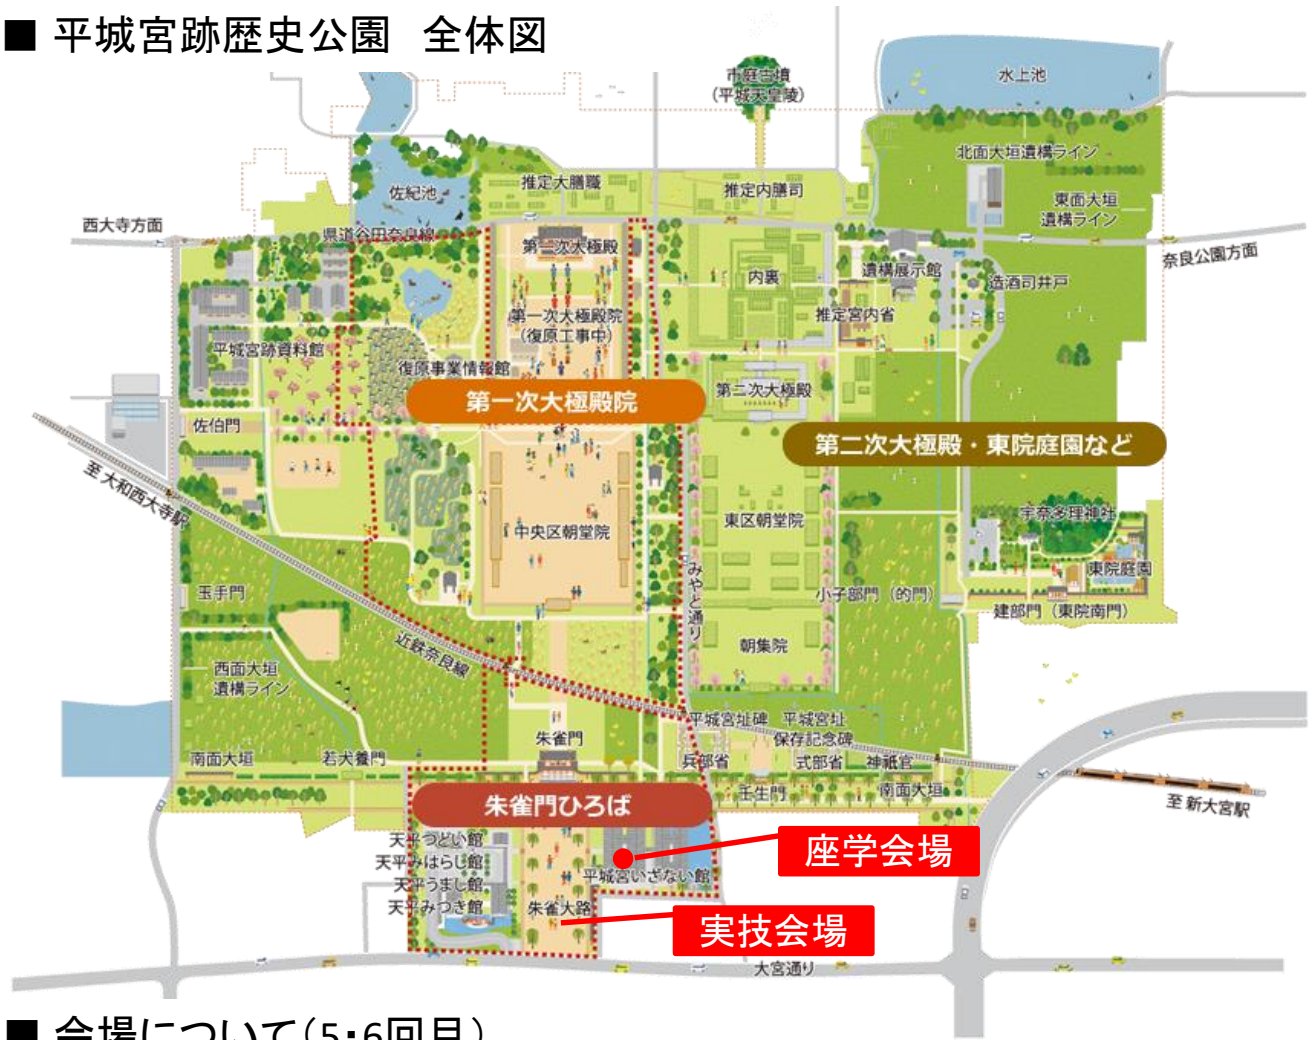 ■ 平城宮跡歴史公園　全体図
市庭古墳
（平城天皇陵）
水上池
北面大垣遺構ライン
佐紀池
推定大膳職
推定内膳司
東面大垣
遺構ライン
西大寺方面
県道谷田奈良線
第一次大極殿
奈良公園方面
内裏
遺構展示館
造酒司井戸
第一次大極殿院
（復原工事中）
推定宮内省
平城宮跡資料館
復原事業情報館
第一次大極殿院
第二次大極殿
佐伯門
第二次大極殿・東院庭園など
至 大和西大寺駅
中央区朝堂院
東区朝堂院
宇奈多理神社
東院庭園
玉手門
みやと通り
小子部門（的門）
建部門（東院南門）
近鉄奈良線
朝集院
西面大垣
遺構ライン
平城宮址碑
平城宮址
保存記念碑
朱雀門
南面大垣
若犬養門
兵部省
式部省
神祇官
壬生門
南面大垣
至 新大宮駅
朱雀門ひろば
天平つどい館
天平みはらし館
天平うまし館
天平みつき館
座学会場
平城宮いざない館
朱雀大路
実技会場
大宮通り
■ 会場について（5・6回目）